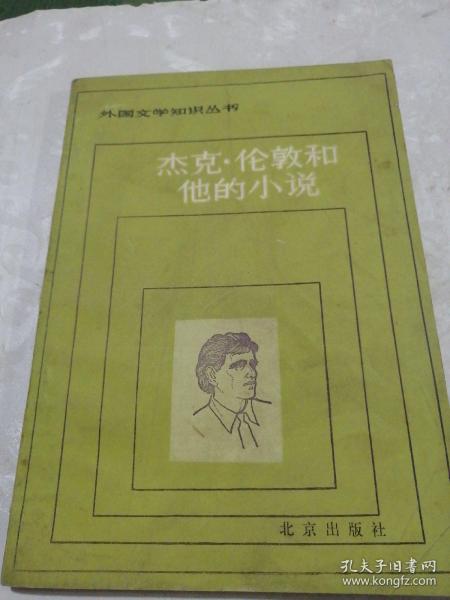 外国文学知识丛书
杰克·伦敦和
他的小说
北京出版社
孔夫子旧书网
www.kongfz.com